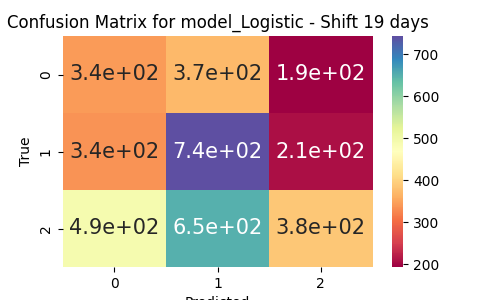 Confusion Matrix for model_Logistic - Shift 19 days
0 3.4e+02 3.7e+02 1.9e+02
1 3.4e+02 7.4e+02 2.1e+02
2 4.9e+02 6.5e+02 3.8e+02
0 1 2
True
Predicted
700
600
500
400
300
200